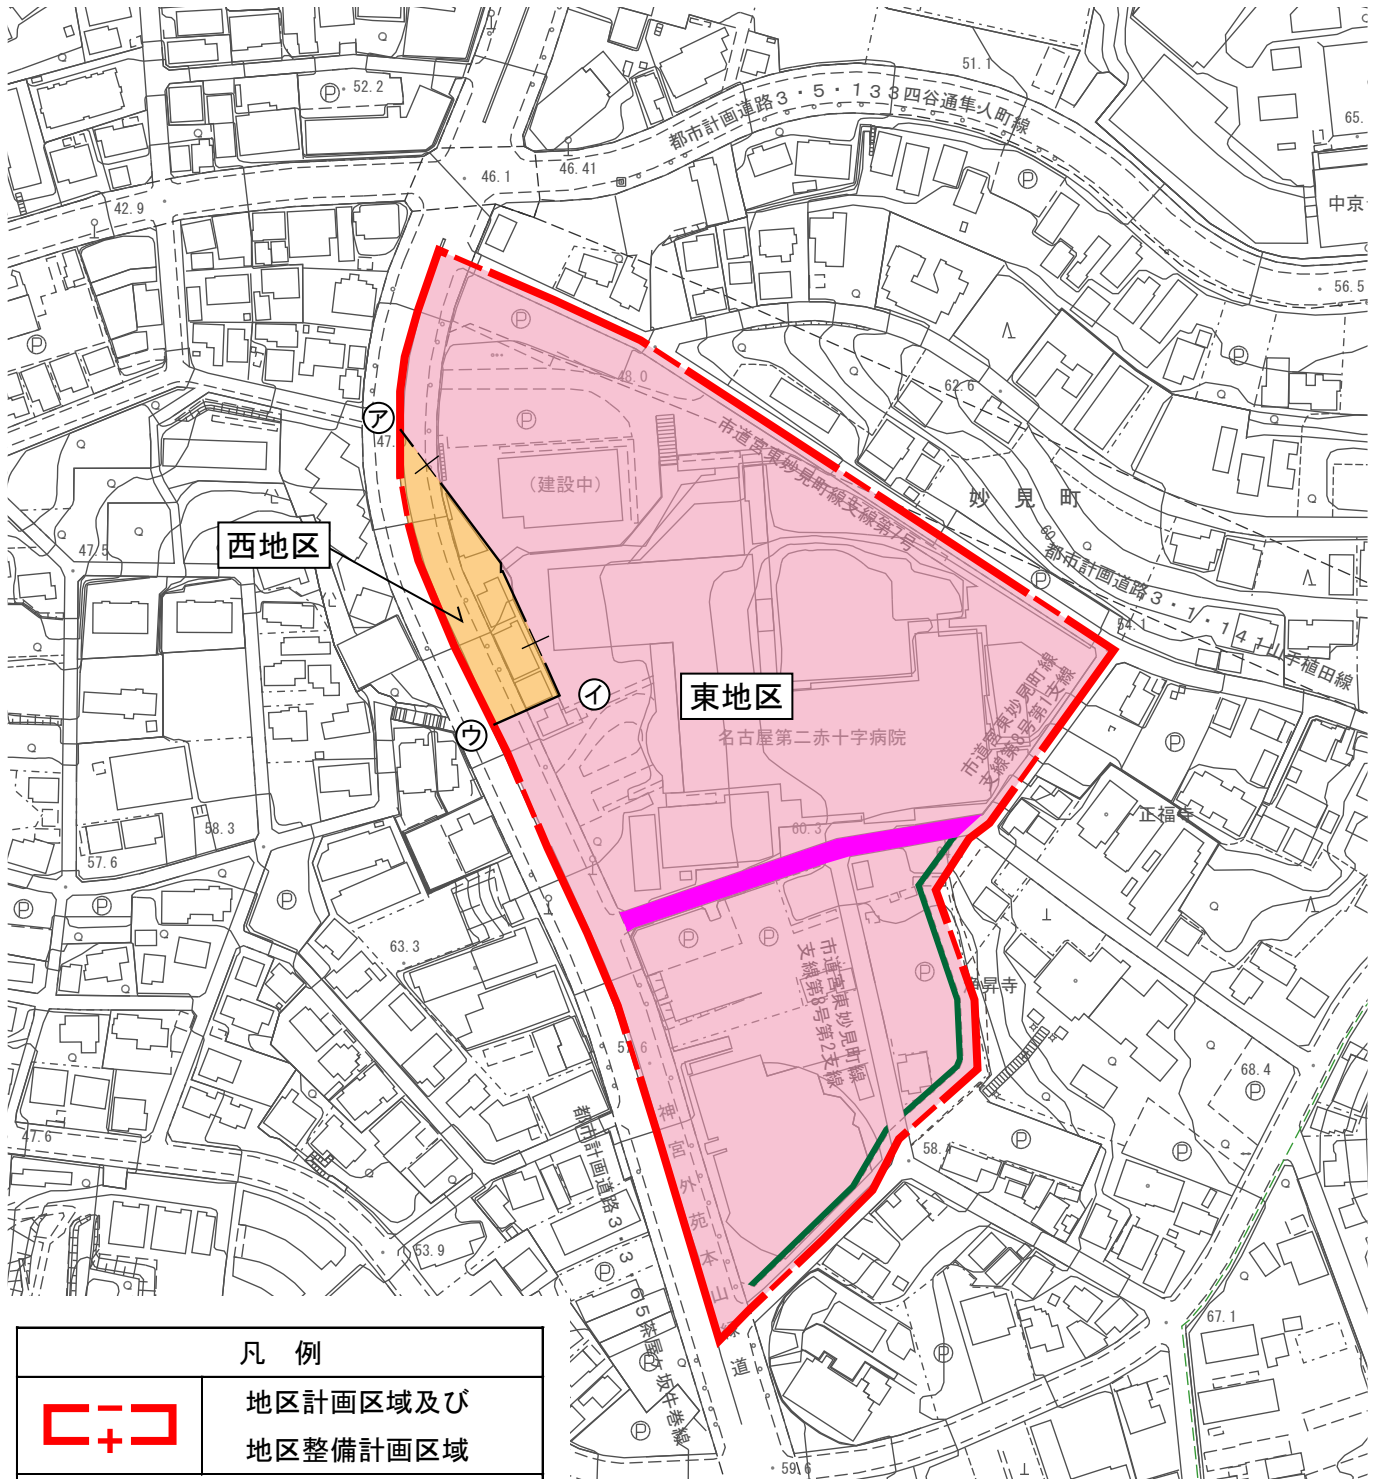 51.1
52.2
都市計画道路3・5・133四谷通隼人町線
65.
46.41
46.1
42.9
中京
56.5
48.0
62.6
ア
47.
市道宮東妙見町線支線第7号
(建設中)
妙見町
60.
西地区
47.5
都市計画道路3・1・141山手植田線
54.1
市道宮東妙見町線
支線第8号第1支線
イ
東地区
ウ
名古屋第二赤十字病院
正福寺
58.3
60.3
57.6
63.3
市道宮東妙見町線
支線第8号第2支線
昇寺
57.6
68.4
都市計画道路3・3・65茶屋ヶ坂牛巻線
神宮外苑本山線道
47.6
58.4
53.9
67.1
59.6
凡例
地区計画区域及び
地区整備計画区域